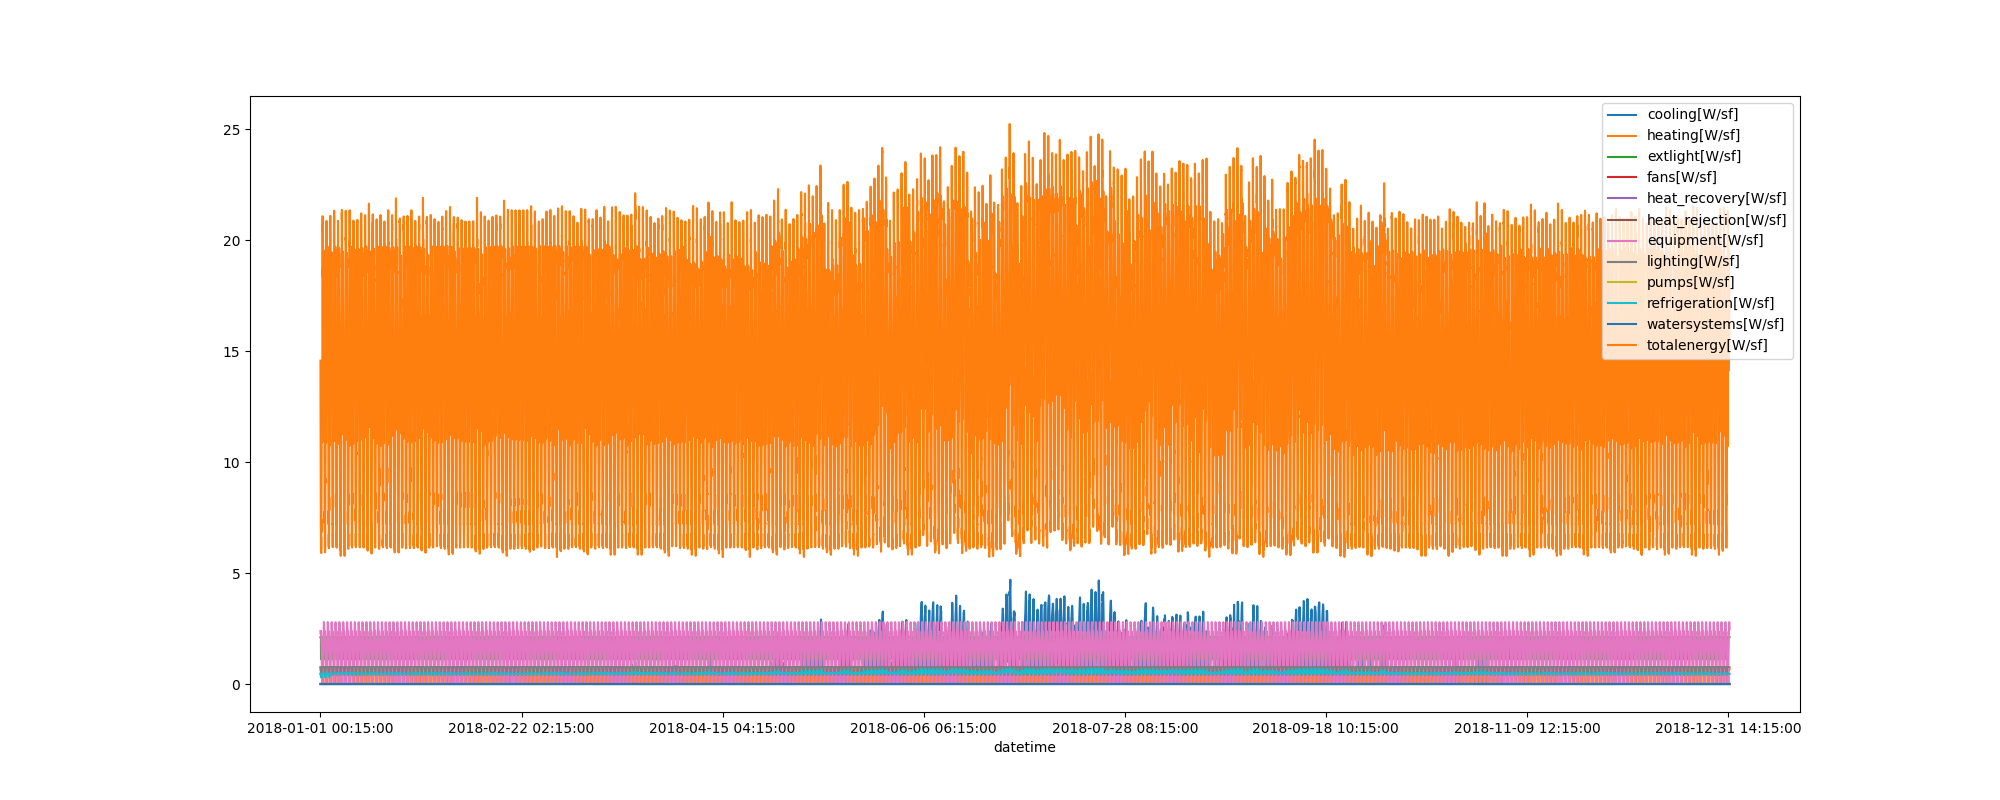 25
20
15
10
5
0
cooling[W/sf]
heating[W/sf]
extlight[W/sf]
fans[W/sf]
heat_recovery[W/sf]
heat_rejection[W/sf]
equipment[W/sf]
lighting[W/sf]
pumps[W/sf]
refrigeration[W/sf]
watersystems[W/sf]
totalenergy[W/sf]
2018-01-01 00:15:00 2018-02-22 02:15:00 2018-04-15 04:15:00 2018-06-06 06:15:00 2018-07-28 08:15:00 2018-09-18 10:15:00 2018-11-09 12:15:00 2018-12-31 14:15:00
datetime